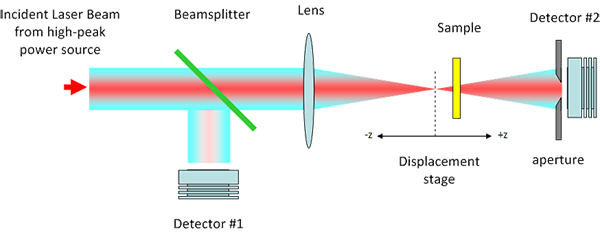 Incident Laser Beam
from high-peak
power source
Beamsplitter
Lens
Sample
Detector #2
-z
+z
Displacement
stage
aperture
Detector #1